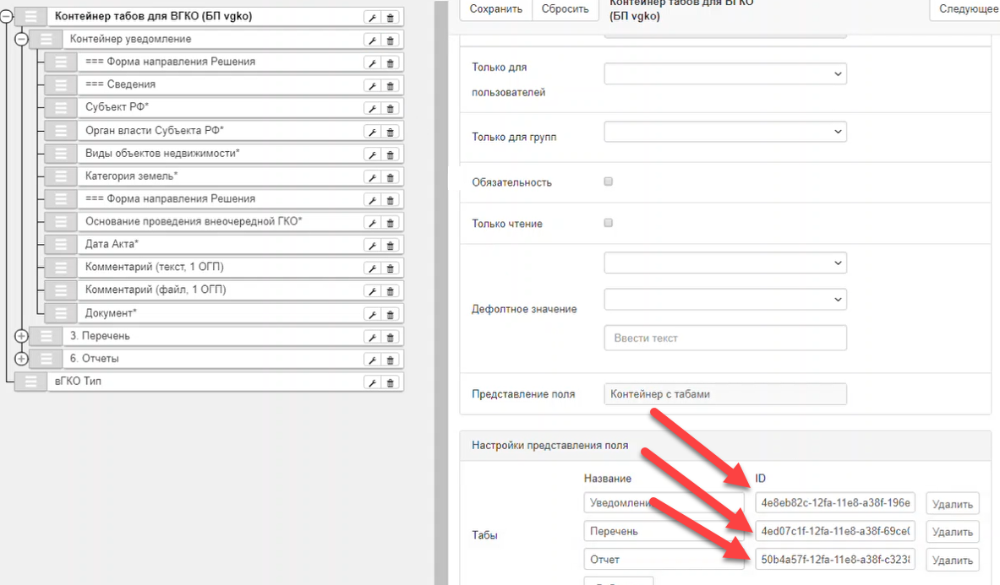 Контейнер табов для ВГКО (БП vgko)
Контейнер уведомление
=== Форма направления Решения
=== Сведения
Субъект РФ*
Орган власти Субъекта РФ*
Виды объектов недвижимости*
Категория земель*
=== Форма направления Решения
Основание проведения внеочередной ГКО*
Дата Акта*
Комментарий (текст, 1 ОГП)
Комментарий (файл, 1 ОГП)
Документ*
3. Перечень
6. Отчеты
вГКО Тип
Сохранить
Сбросить
Контейнер табов для ВГКО
(БП vgko)
Следующее
Только для
пользователей
Только для групп
Обязательность
Только чтение
Дефолтное значение
Ввести текст
Представление поля
Контейнер с табами
Настройки представления поля
Название
ID
Табы
4e8eb82c-12fa-11e8-a38f-196e
Удалить
Перечень
4ed07c1f-12fa-11e8-a38f-69ce
Удалить
Отчет
50b4a57f-12fa-11e8-a38f-c323
Удалить